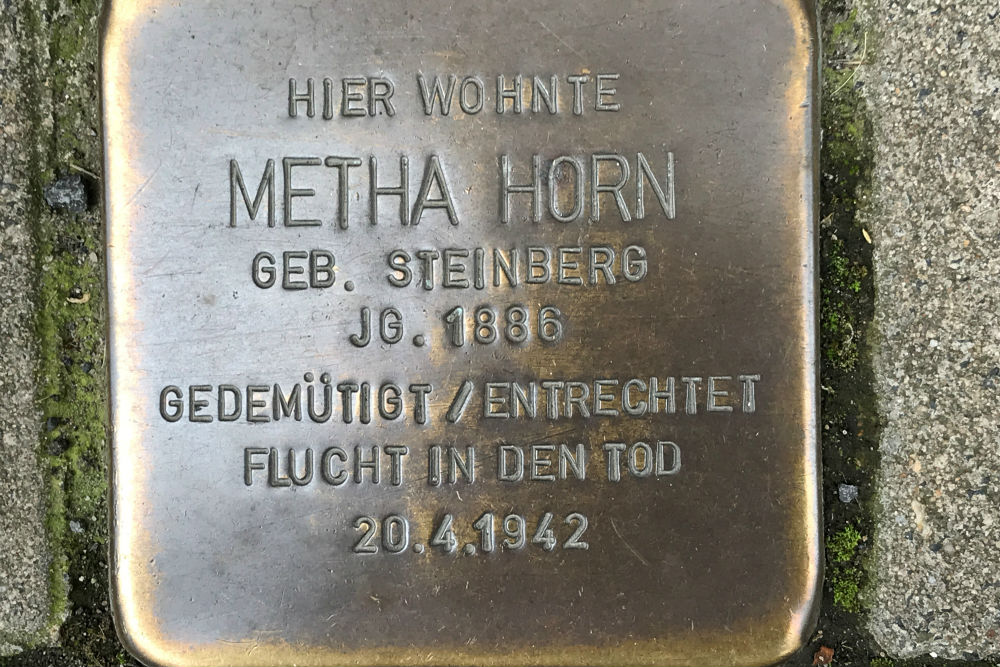 HIER WOHNTE
METHA HORN
GEB. STEINBERG
JG. 1886
GEDEMÜTIGT / ENTRECHTET
FLUCHT IN DEN TOD
20.4.1942